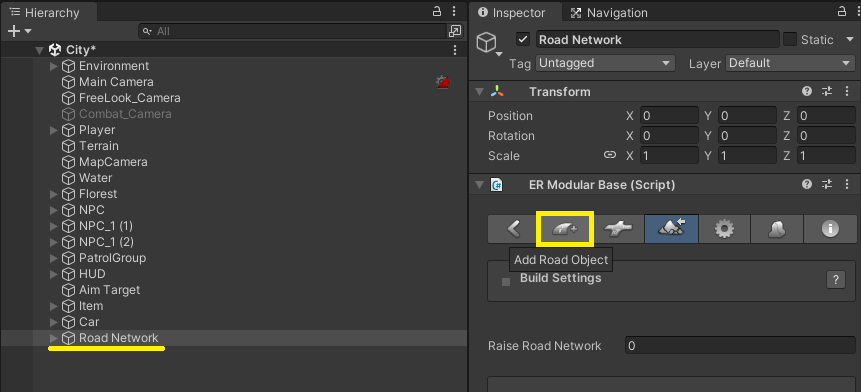 Hierarchy
All
City*
Environment
Main Camera
FreeLook_Camera
Combat_Camera
Player
Terrain
MapCamera
Water
Florest
NPC
NPC_1 (1)
NPC_1 (2)
PatrolGroup
HUD
Aim Target
Item
Car
Road Network
Inspector Navigation
Road Network Static
Tag Untagged Layer Default
Transform
Position X 0 Y 0 Z 0
Rotation X 0 Y 0 Z 0
Scale X 1 Y 1 Z 1
ER Modular Base (Script)
Add Road Object
Build Settings ?
Raise Road Network 0